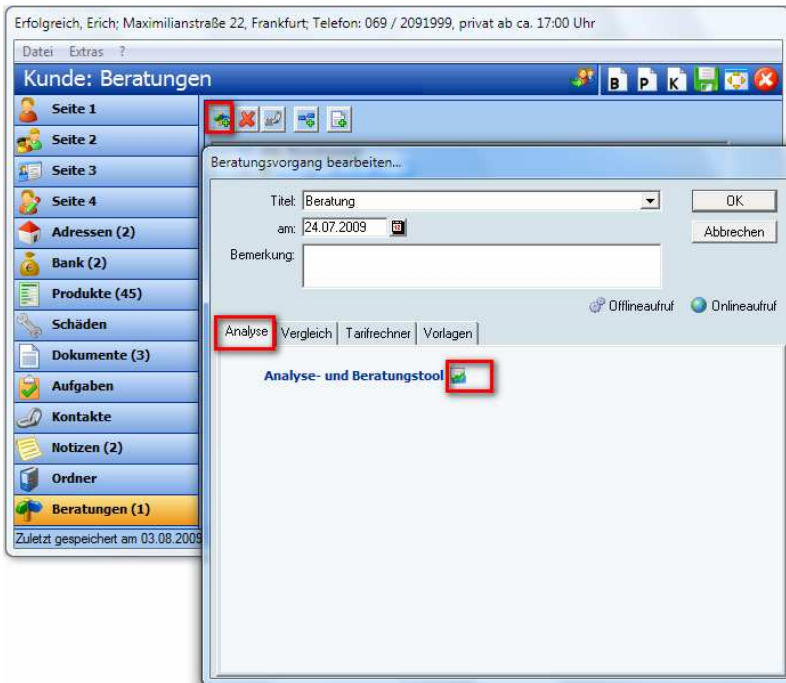 Erfolgreich, Erich; Maximilianstraße 22, Frankfurt; Telefon: 069 / 2091999, privat ab ca. 17:00 Uhr
Datei Extras ?
Kunde: Beratungen
B P K
Seite 1
Seite 2
Seite 3
Seite 4
Adressen (2)
Bank (2)
Produkte (45)
Schäden
Dokumente (3)
Aufgaben
Kontakte
Notizen (2)
Ordner
Beratungen (1)
Zuletzt gespeichert am 03.08.2009
Beratungsvorgang bearbeiten...
Titel: Beratung
OK
am: 24.07.2009
Abbrechen
Bemerkung:
Offlineaufruf Onlineaufruf
Analyse Vergleich Tarifrechner Vorlagen
Analyse- und Beratungstool